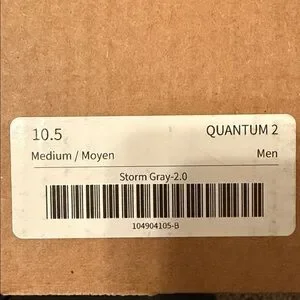 10.5 QUANTUM 2
Medium / Moyen Men
Storm Gray-2.0
104904105-B